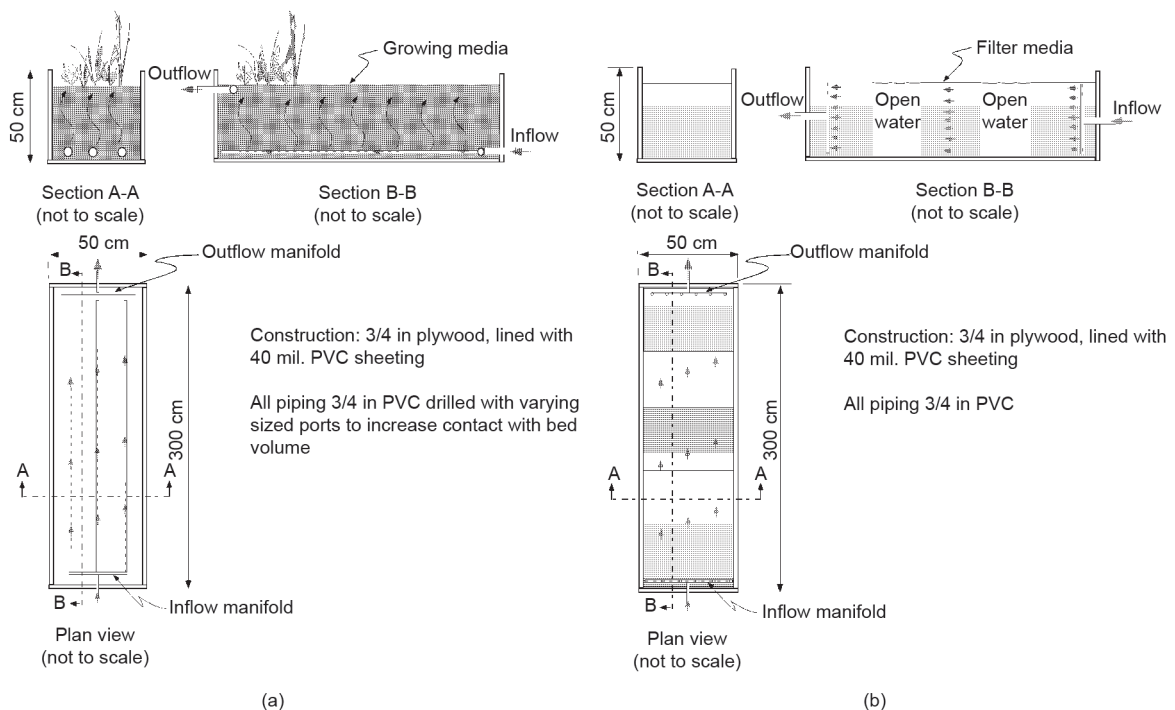 Growing media
Outflow
50 cm
Inflow
Section A-A
(not to scale)
Section B-B
(not to scale)
50 cm
Outflow manifold
B
300 cm
A
A
B
Inflow manifold
Plan view
(not to scale)
Construction: 3/4 in plywood, lined with
40 mil. PVC sheeting
All piping 3/4 in PVC drilled with varying
sized ports to increase contact with bed
volume
(a)
Filter media
50 cm
Outflow
Open
water
Open
water
Inflow
Section A-A
(not to scale)
Section B-B
(not to scale)
50 cm
Outflow manifold
B
300 cm
A
A
B
Inflow manifold
Plan view
(not to scale)
Construction: 3/4 in plywood, lined with
40 mil. PVC sheeting
All piping 3/4 in PVC
(b)